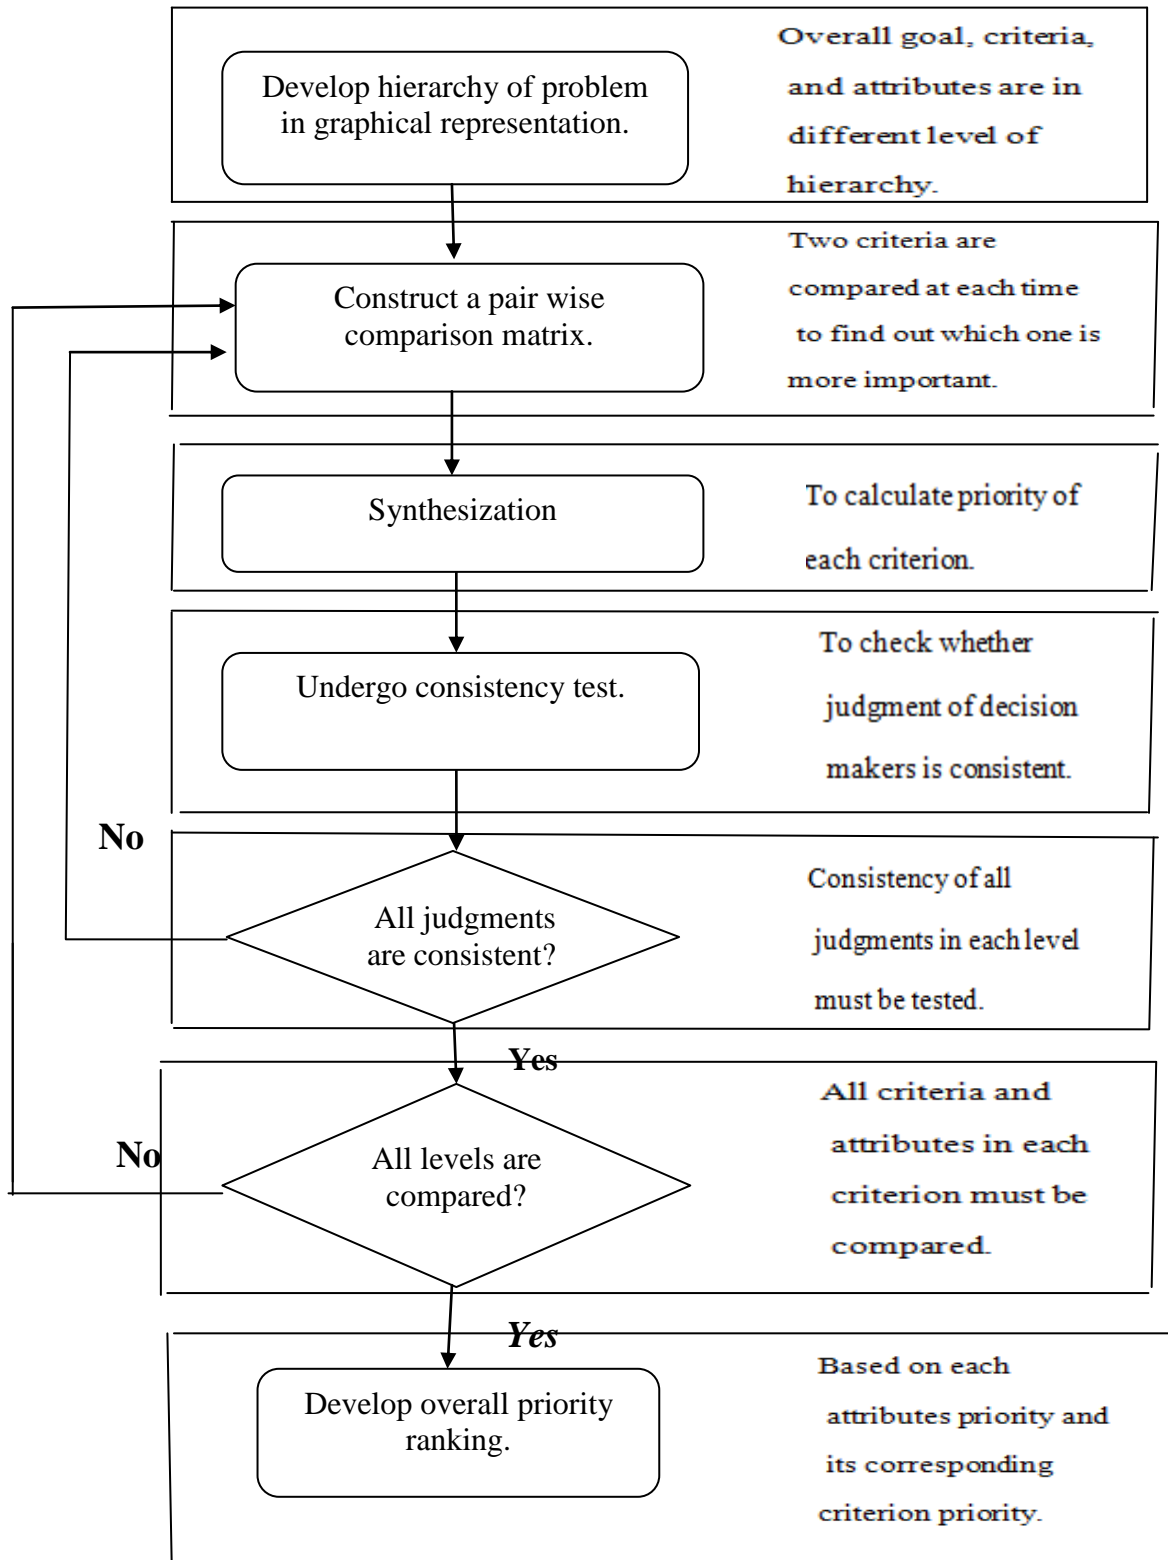 Develop hierarchy of problem
in graphical representation.
Overall goal, criteria,
and attributes are in
different level of
hierarchy.
Construct a pair wise
comparison matrix.
Two criteria are
compared at each time
to find out which one is
more important.
Synthesization
To calculate priority of
each criterion.
Undergo consistency test.
To check whether
judgment of decision
makers is consistent.
No
All judgments
are consistent?
Consistency of all
judgments in each level
must be tested.
Yes
No
All levels are
compared?
All criteria and
attributes in each
criterion must be
compared.
Yes
Develop overall priority
ranking.
Based on each
attributes priority and
its corresponding
criterion priority.